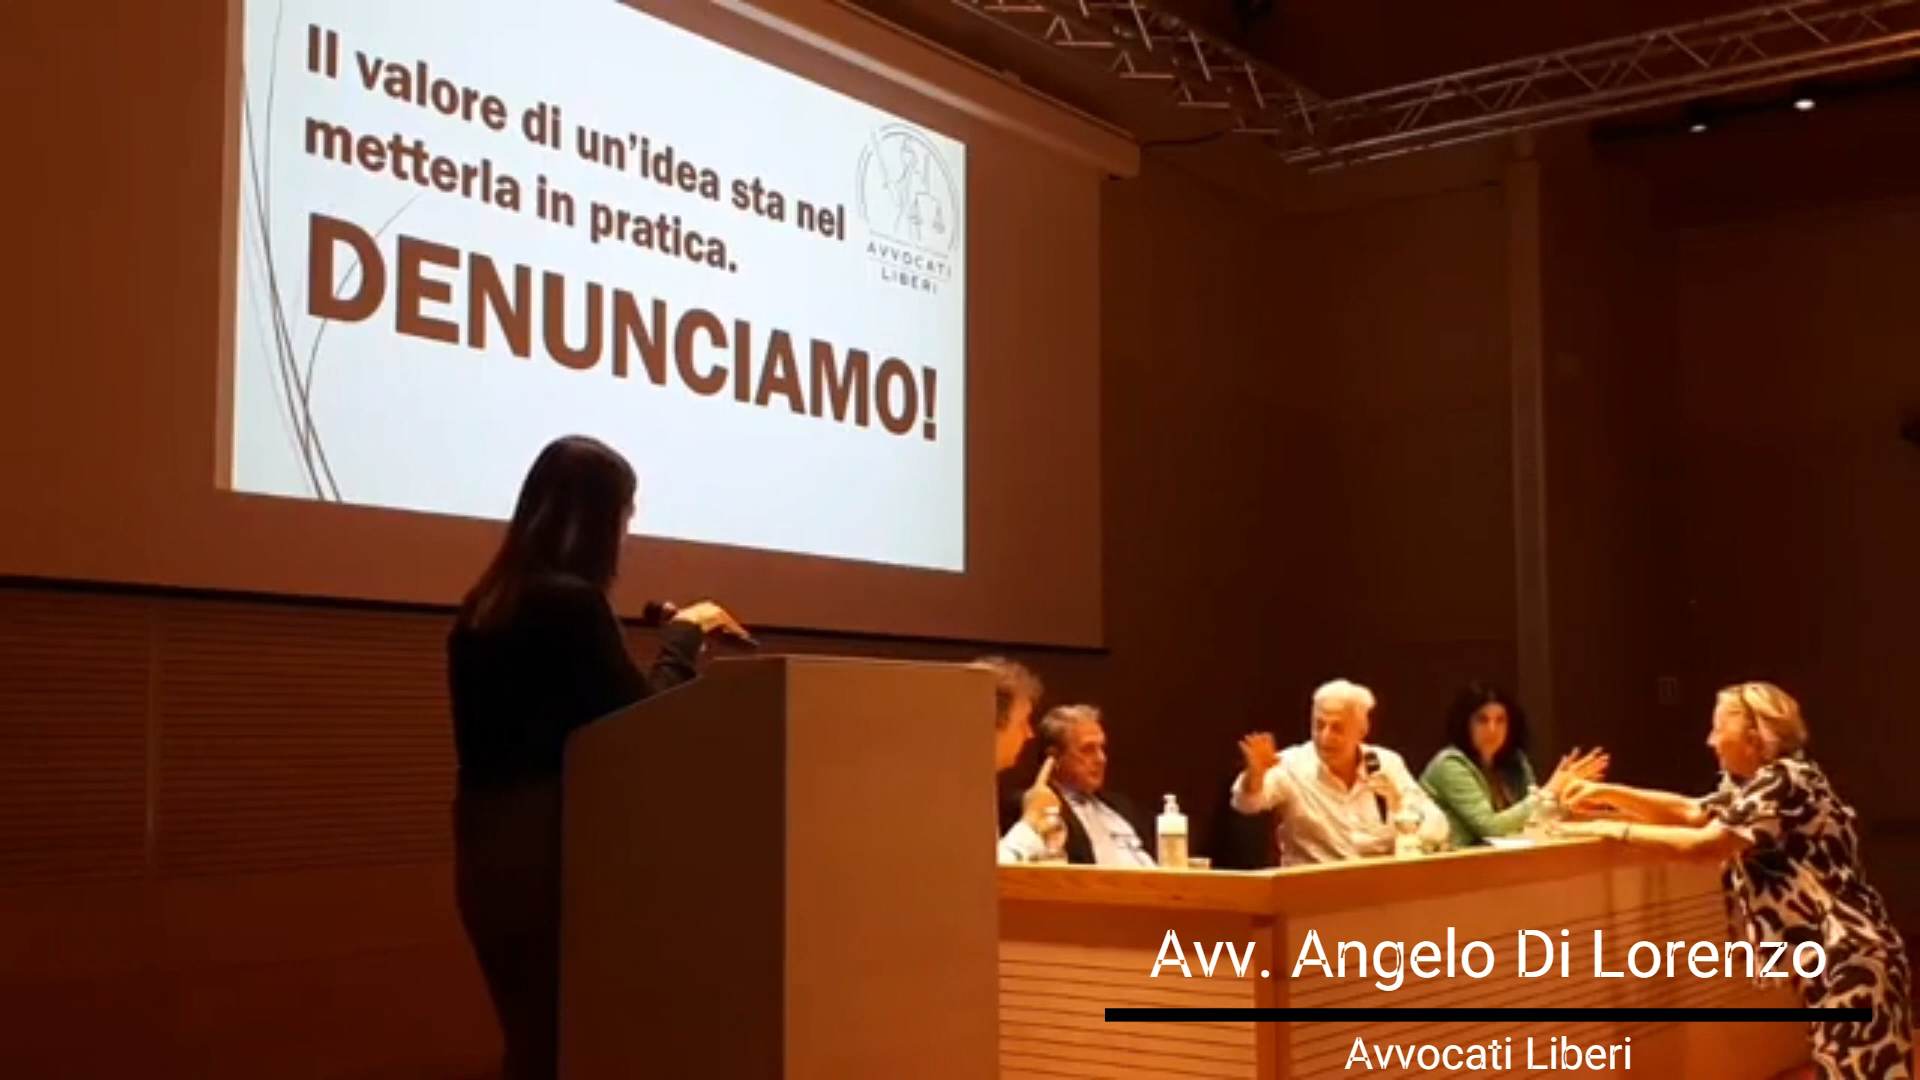 Il valore di un’idea sta nel
metterla in pratica.
DENUNCIAMO!
AVVOCATI
LIBERI
Avv. Angelo Di Lorenzo
Avvocati Liberi